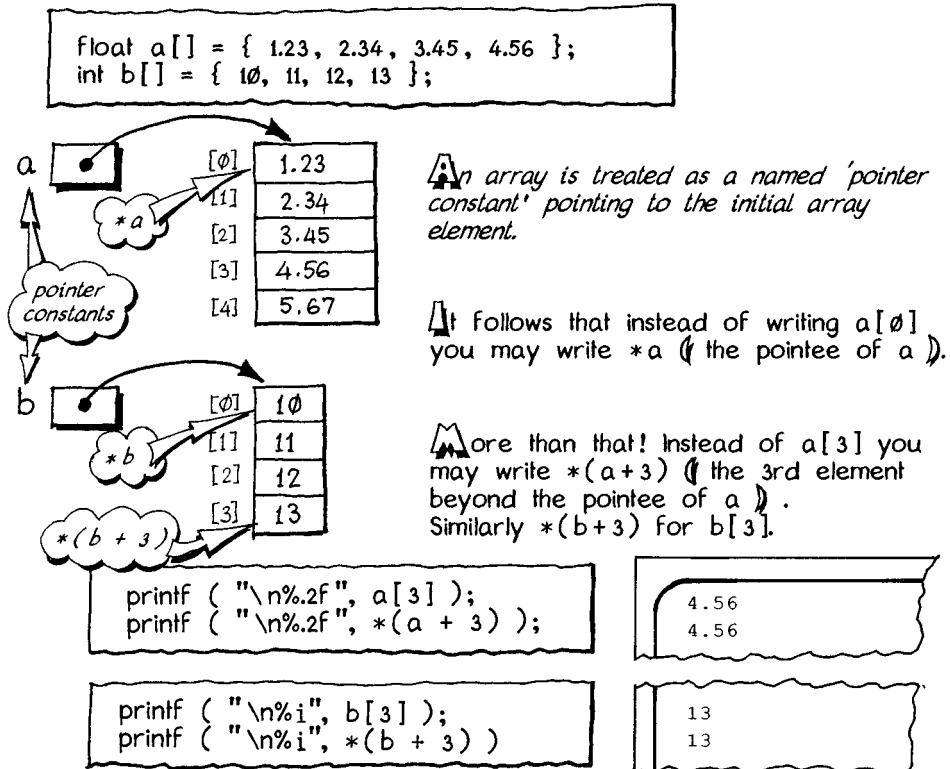 float a[] = { 1.23, 2.34, 3.45, 4.56 };
int b[] = { 1ø, 11, 12, 13 };
a
[ø] 1.23
*a
[1] 2.34
[2] 3.45
[3] 4.56
[4] 5.67
pointer
constants
An array is treated as a named 'pointer
constant' pointing to the initial array
element.
It follows that instead of writing a[ø]
you may write *a ( the pointee of a ).
b
[ø] 1ø
*b
[1] 11
[2] 12
[3] 13
*(b + 3)
More than that! Instead of a[3] you
may write *(a+3) ( the 3rd element
beyond the pointee of a ) .
Similarly *(b+3) for b[3].
printf ( "\n%.2f", a[3] );
printf ( "\n%.2f", *(a + 3) );
4.56
4.56
printf ( "\n%i", b[3] );
printf ( "\n%i", *(b + 3) )
13
13